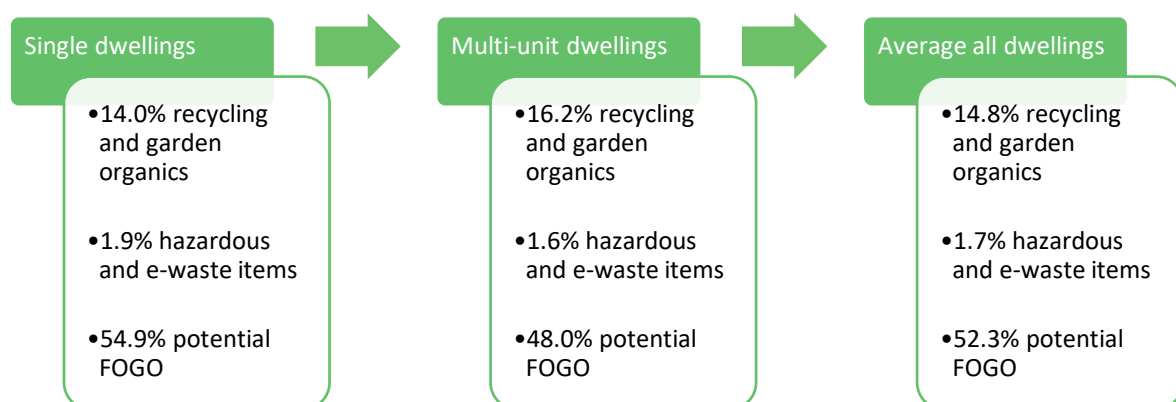 Single dwellings
•14.0% recycling
and garden
organics
•1.9% hazardous
and e-waste items
•54.9% potential
FOGO
Multi-unit dwellings
•16.2% recycling
and garden
organics
•1.6% hazardous
and e-waste items
•48.0% potential
FOGO
Average all dwellings
•14.8% recycling
and garden
organics
•1.7% hazardous
and e-waste items
•52.3% potential
FOGO